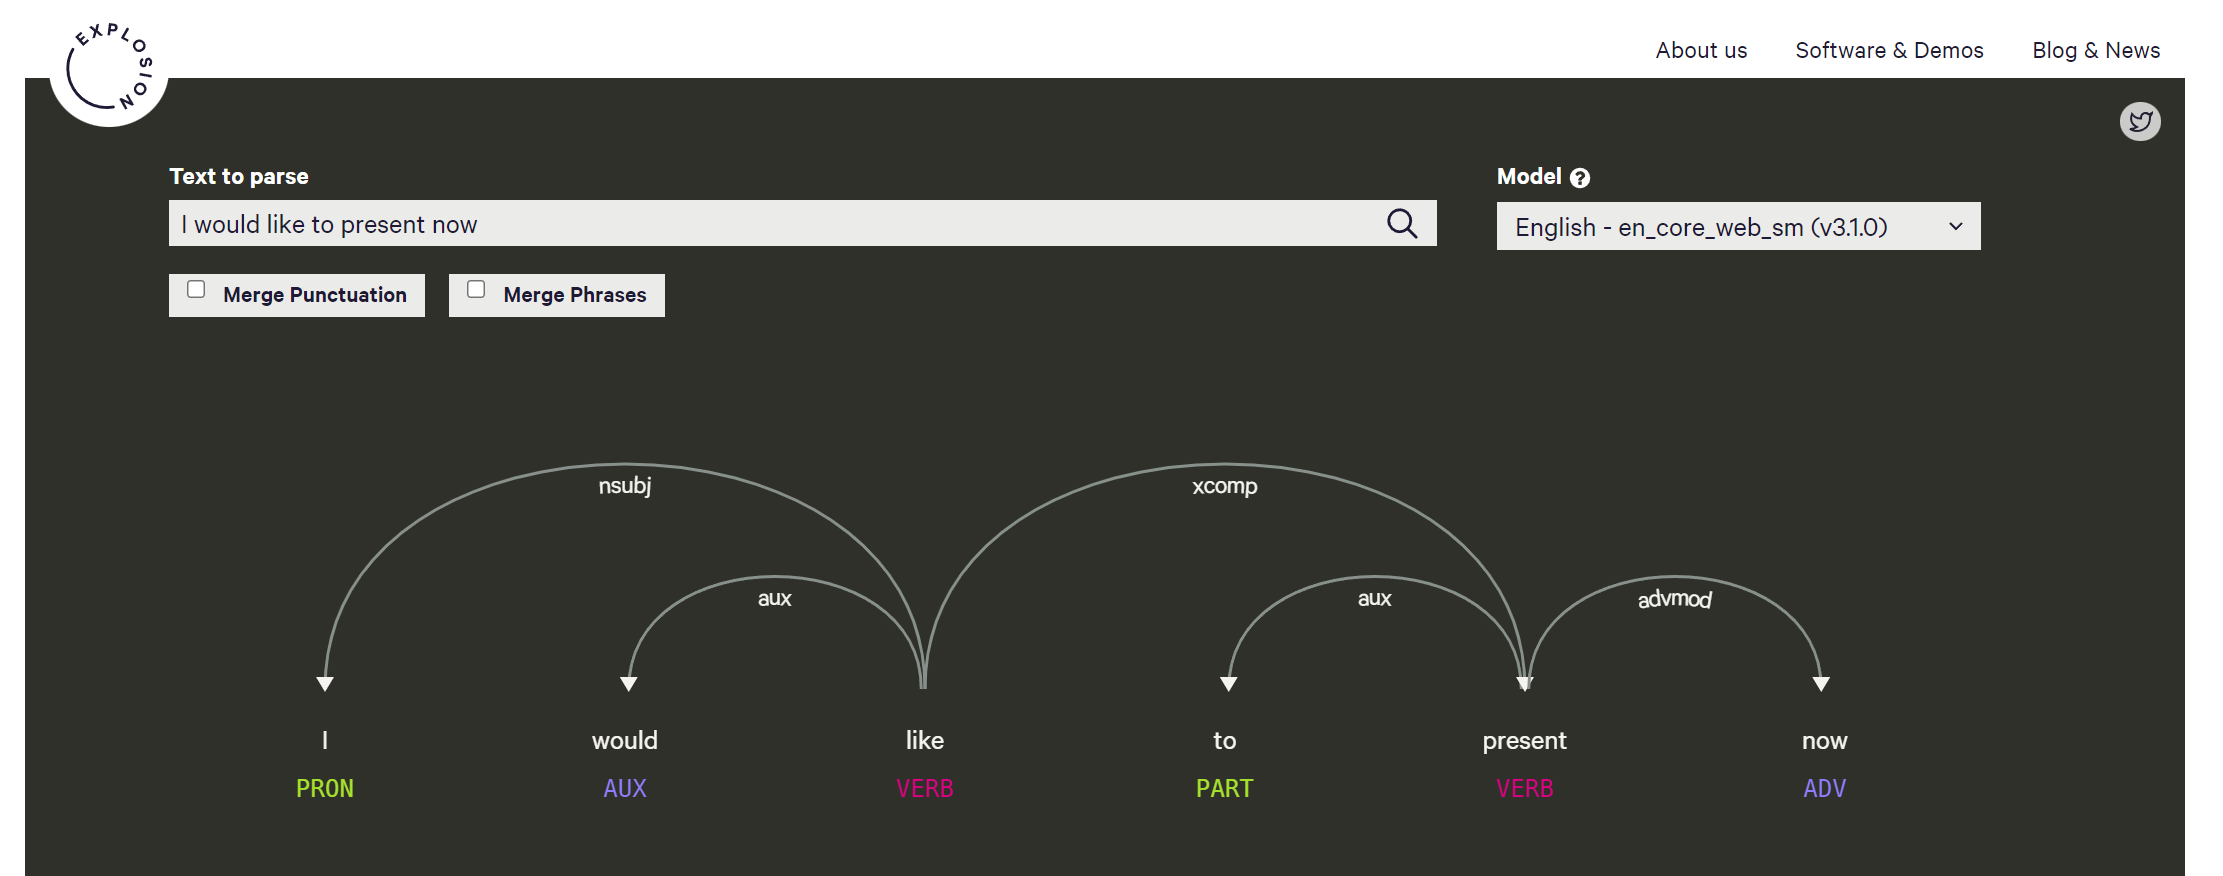 EXPLOSION
About us Software & Demos Blog & News
Text to parse
Model ?
I would like to present now
English - en_core_web_sm (v3.1.0)
Merge Punctuation Merge Phrases
nsubj xcomp
aux aux advmod
I would like to present now
PRON AUX VERB PART VERB ADV